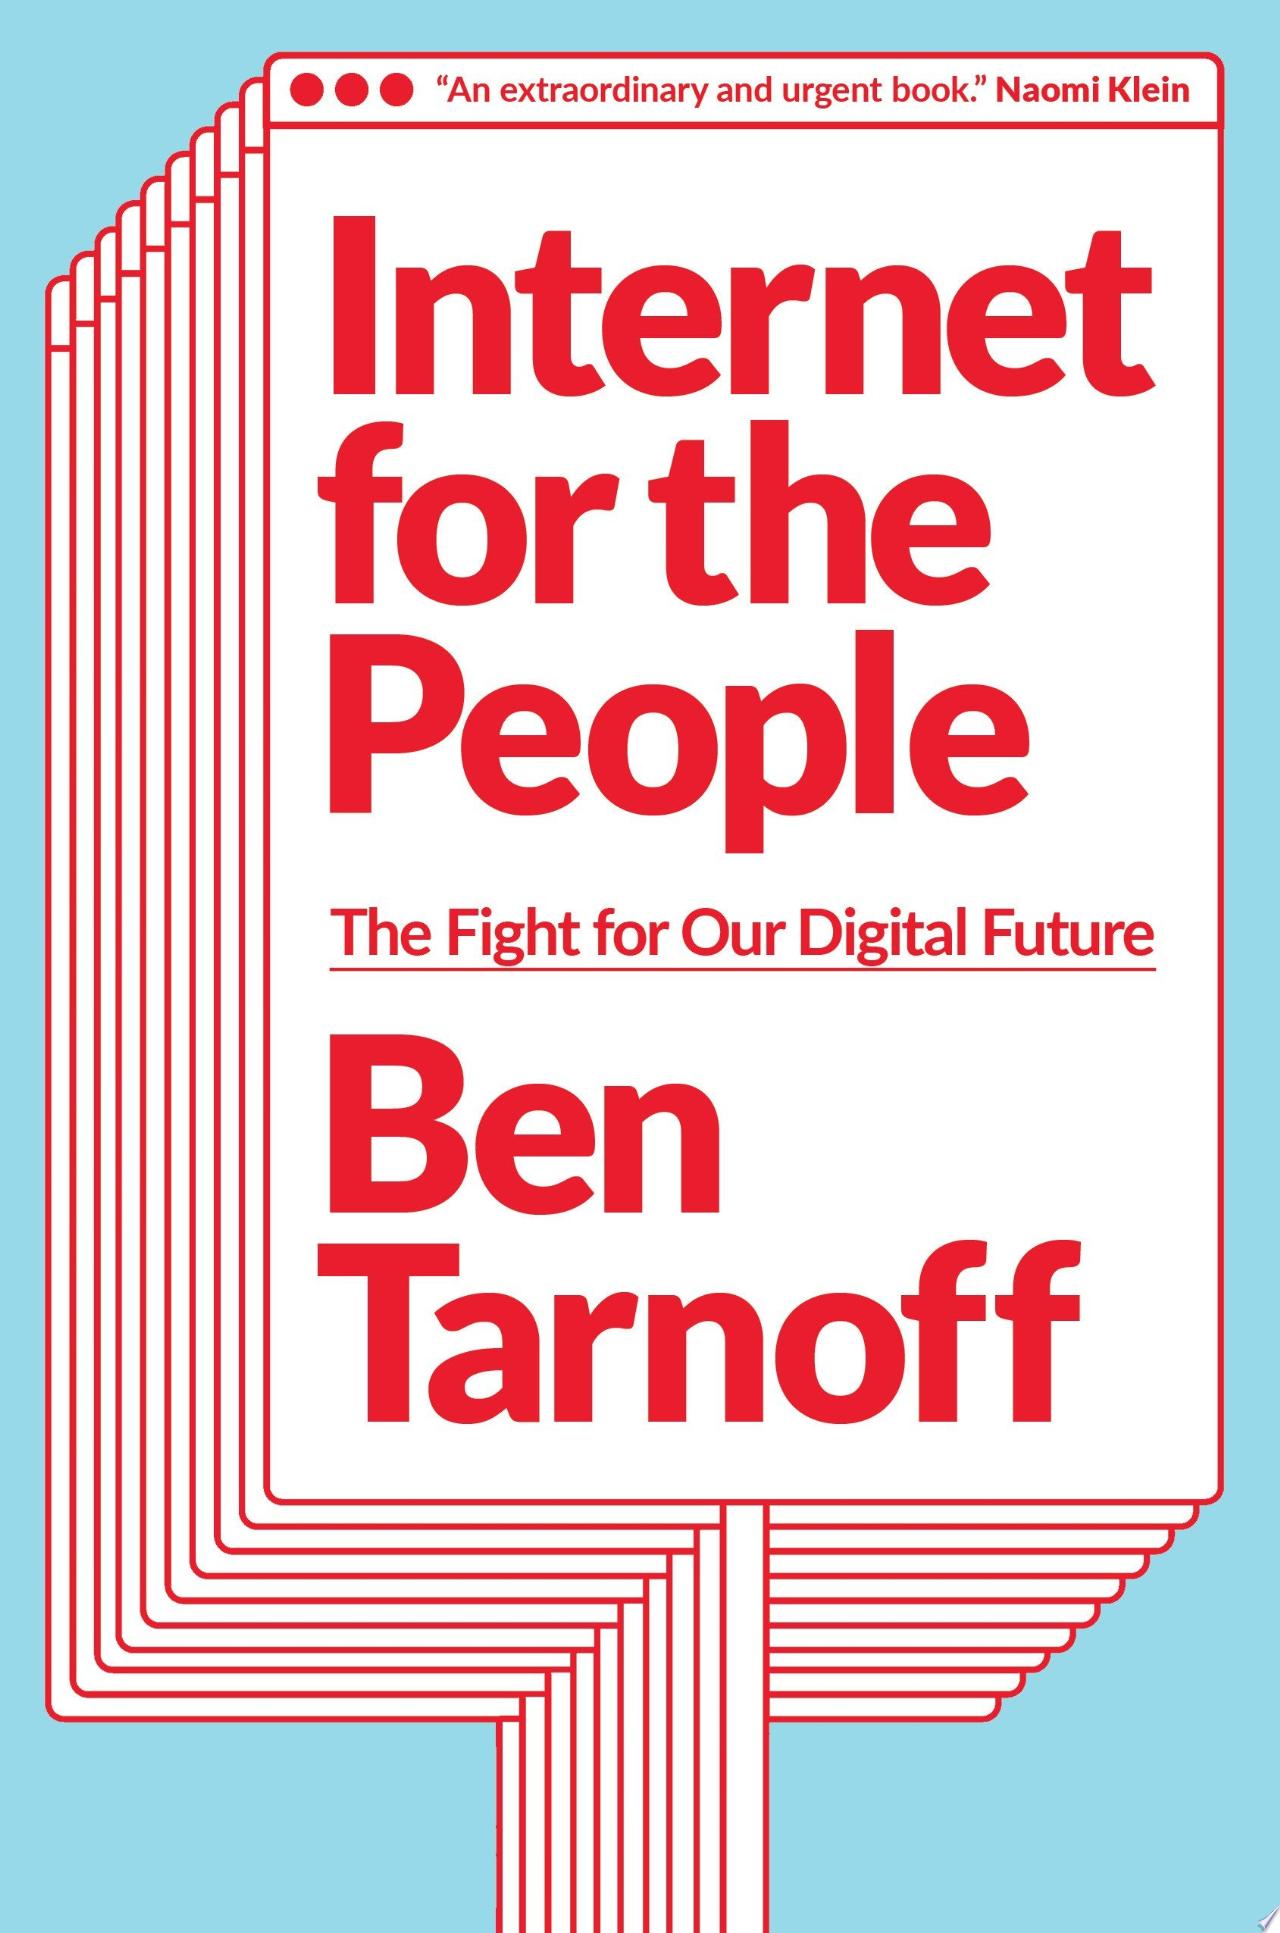 “An extraordinary and urgent book.” Naomi Klein
Internet
for the
People
The Fight for Our Digital Future
Ben
Tarnoff